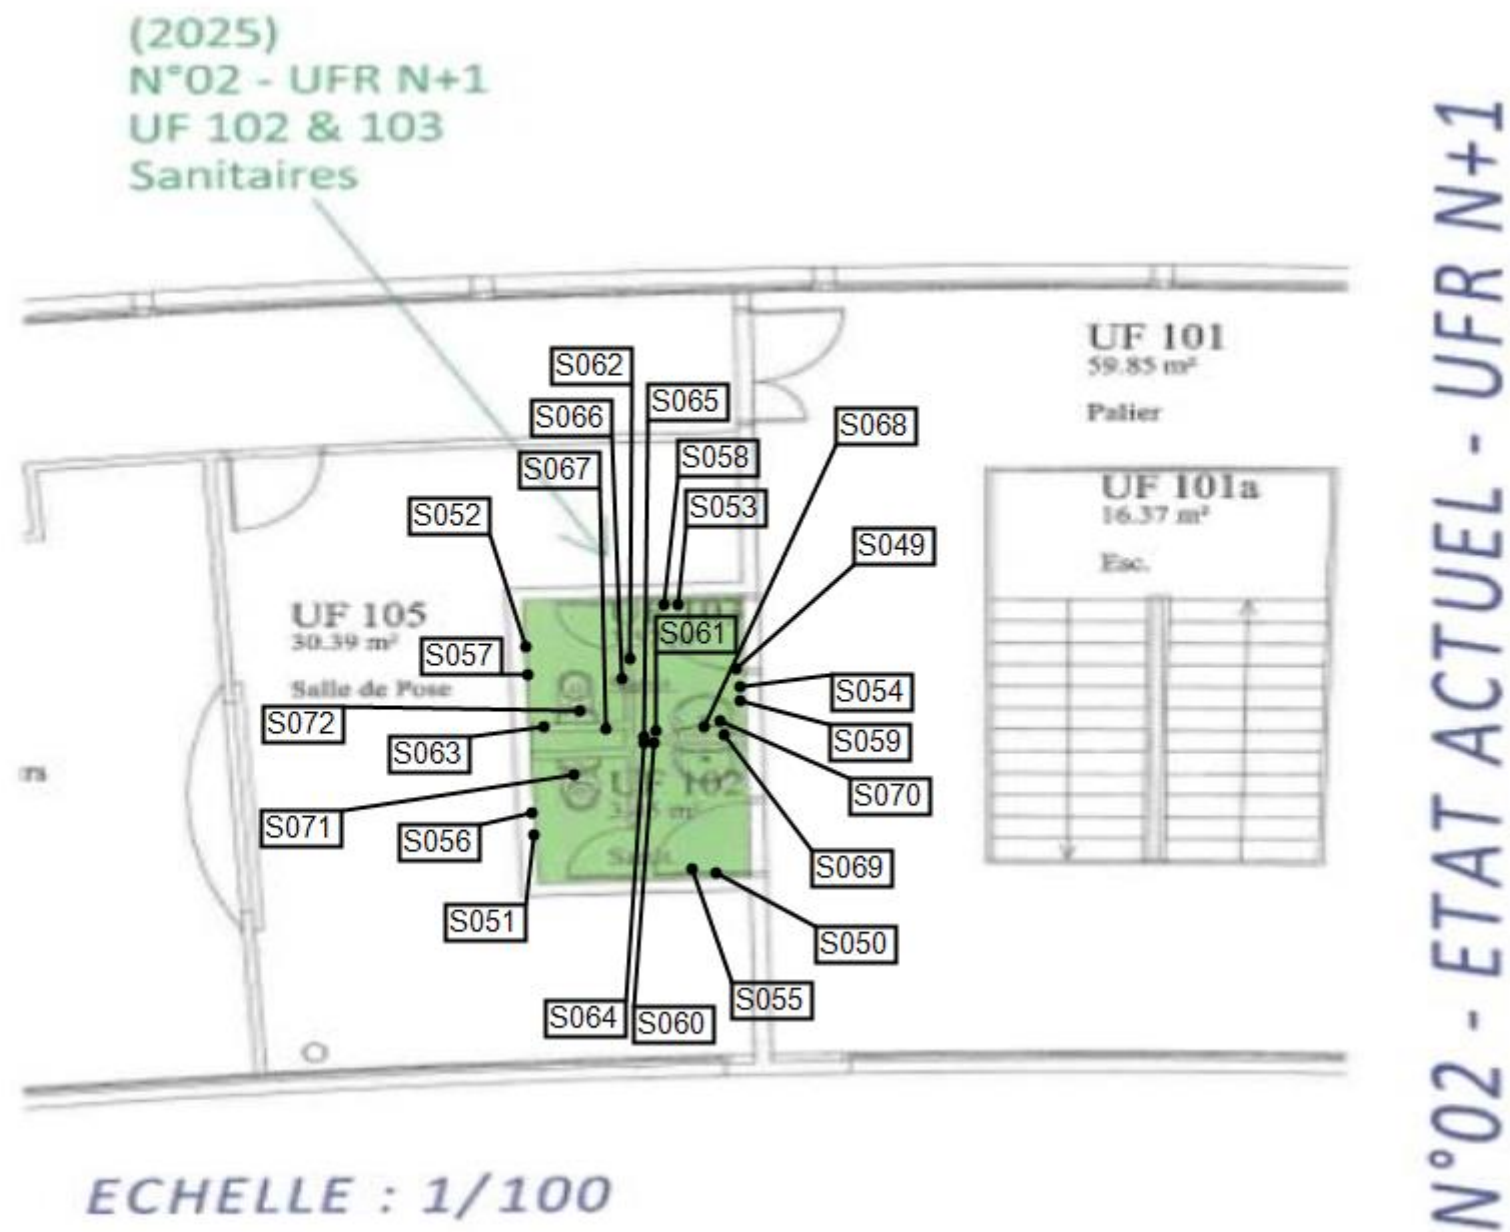 (2025)
N°02 - UFR N+1
UF 102 & 103
Sanitaires
UF 101
59.85 m²
Palier
S062
S065
S066
S068
S058
S067
S053
S052
UF 101a
16.37 m²
Esc.
S049
UF 105
30.39 m²
Salle de Pose
S061
S057
S054
S072
S063
S059
UF 102
S070
S071
S056
S069
S051
S050
S055
S064
S060
ECHELLE : 1/100
N°02 - ETAT ACTUEL - UFR N+1